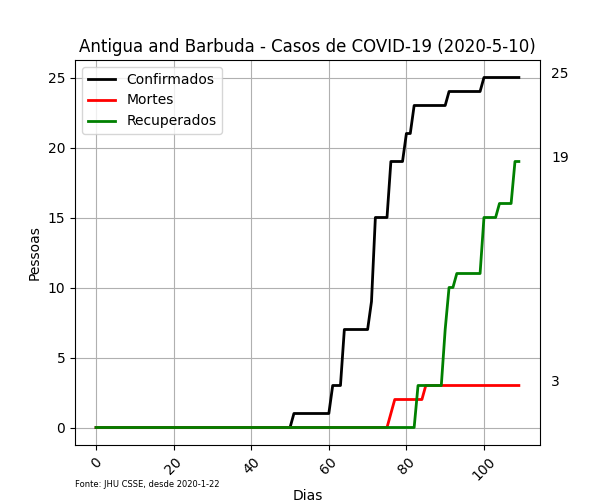 Antigua and Barbuda - Casos de COVID-19 (2020-5-10)
Confirmados
Mortes
Recuperados
25
20
15
10
5
0
Pessoas
25
19
3
0
20
40
60
80
100
Fonte: JHU CSSE, desde 2020-1-22
Dias